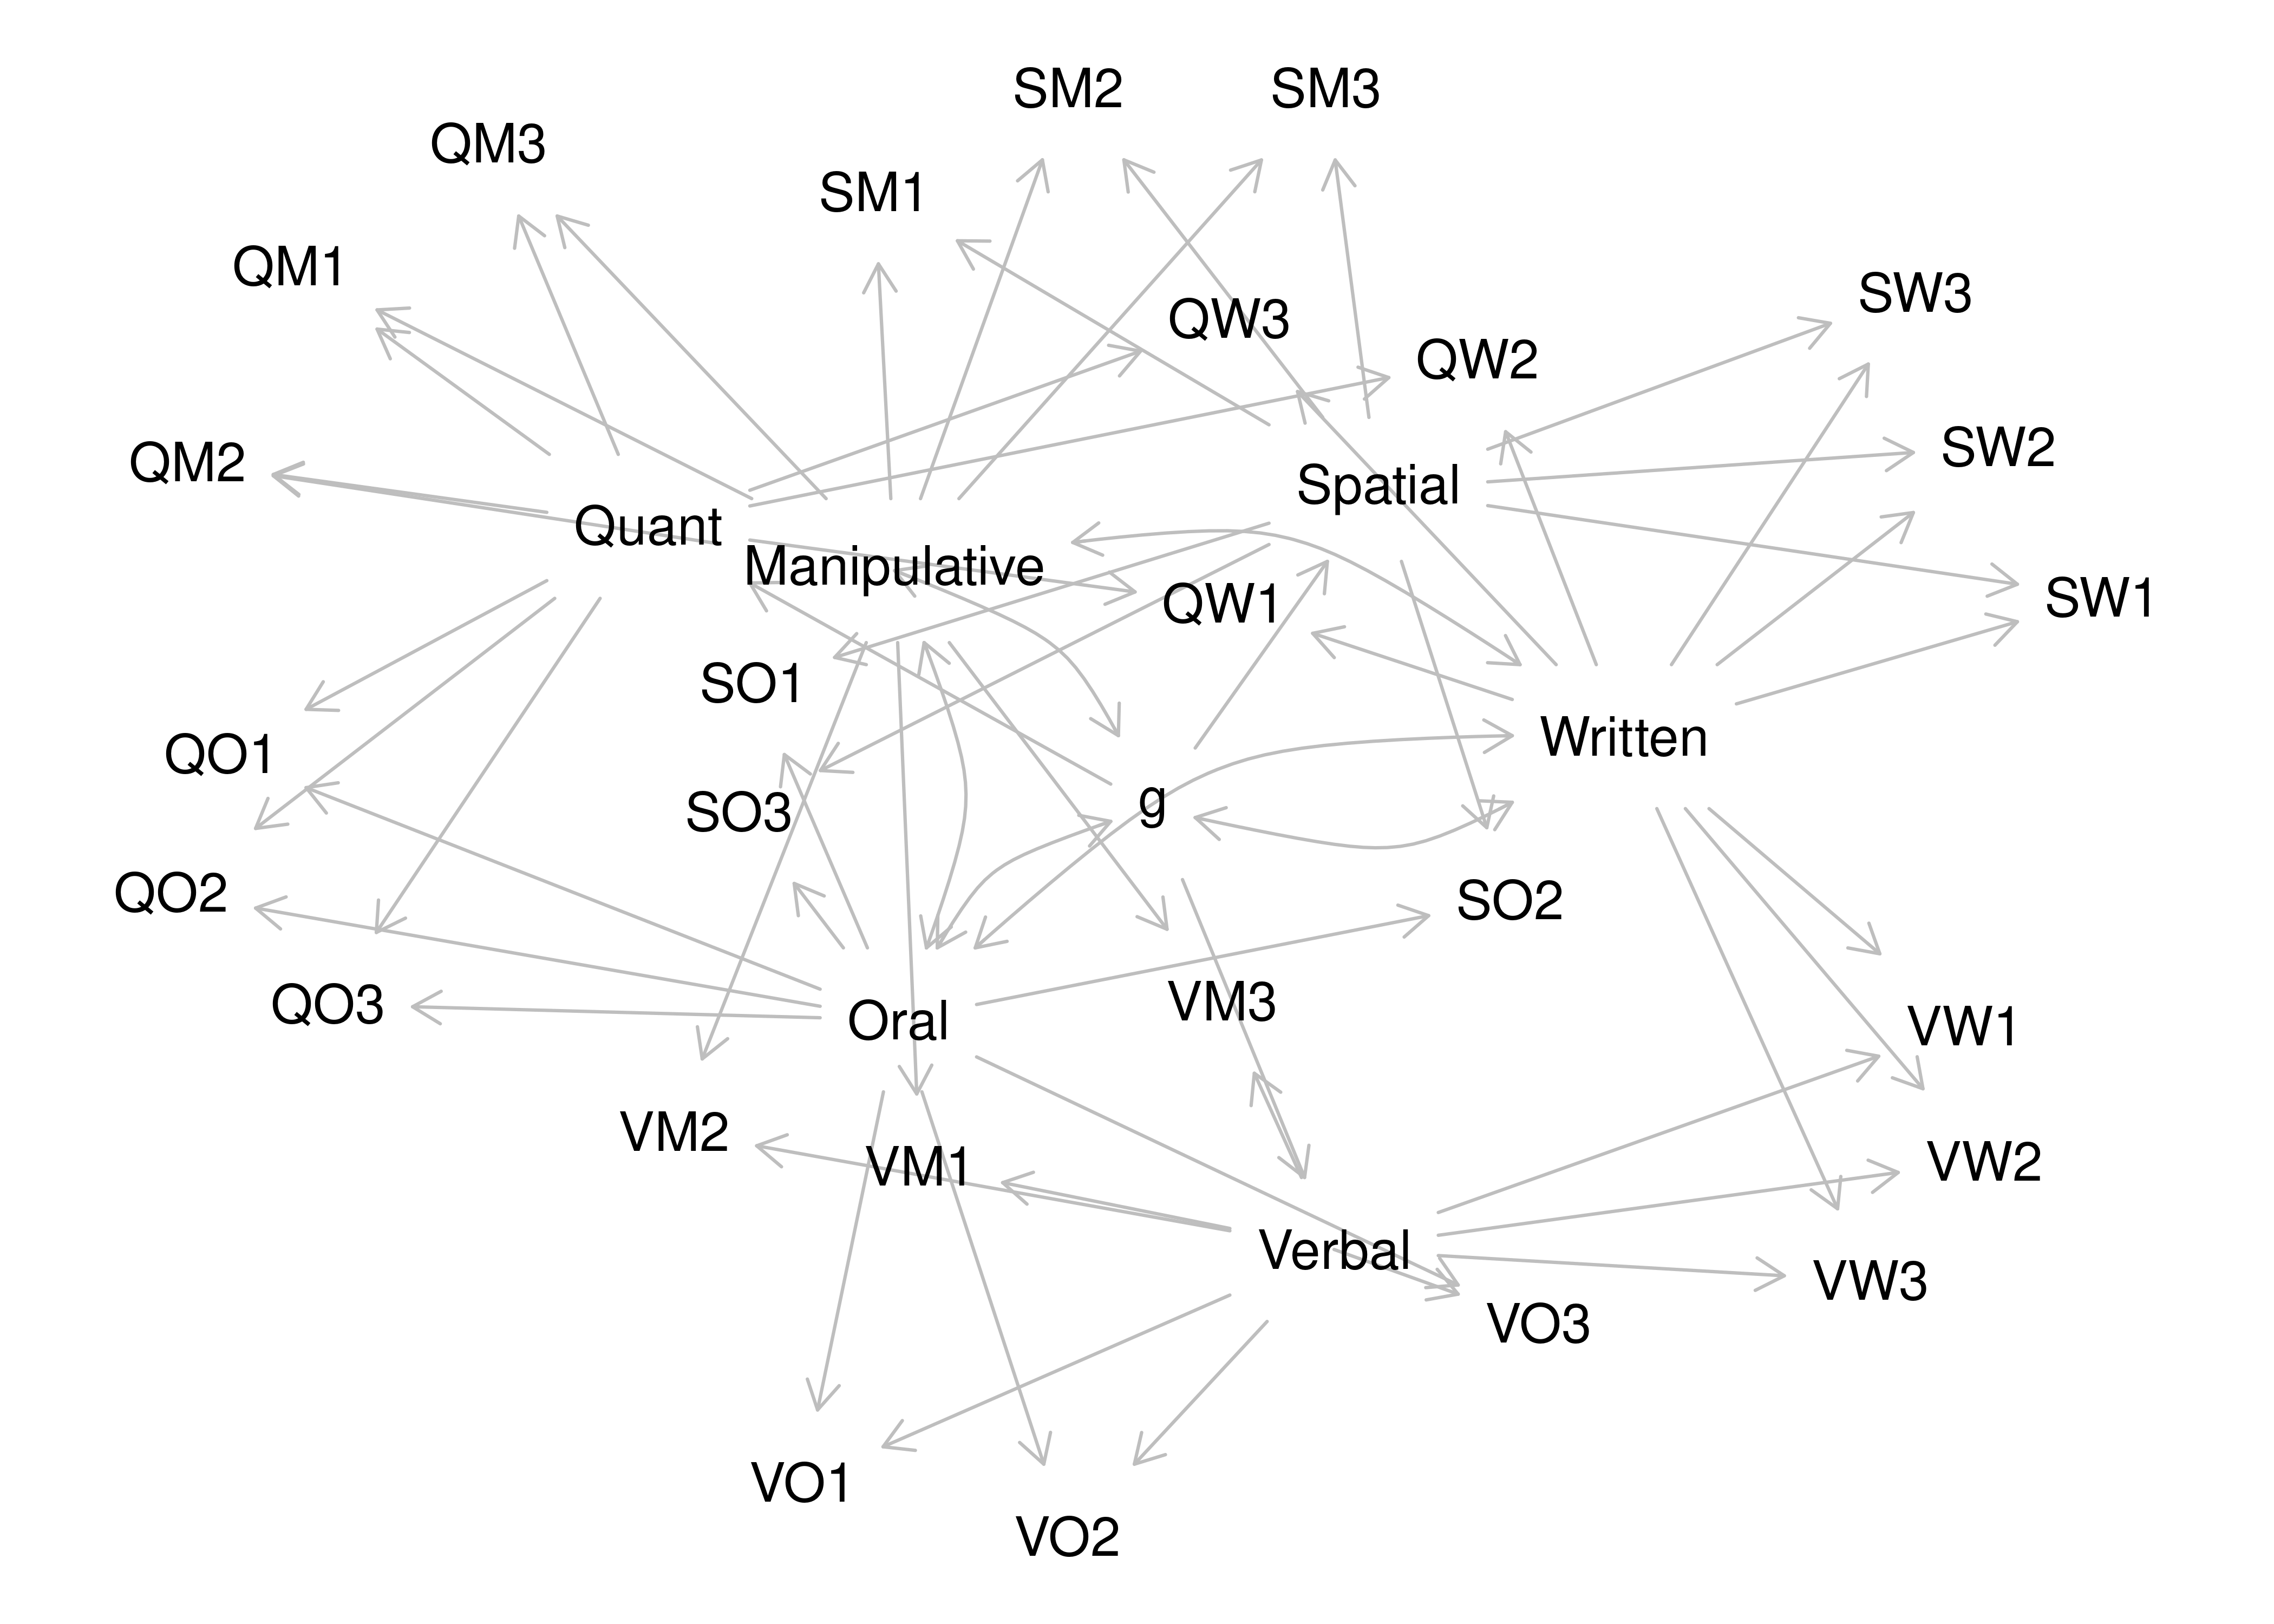 SM2
SM3
QM3
SM1
QM1
SW3
QW3
QW2
SW2
QM2
Spatial
Quant
Manipulative
SW1
QW1
SO1
Written
QO1
g
SO3
QO2
SO2
VM3
QO3
Oral
VW1
VM2
VW2
VM1
Verbal
VW3
VO3
VO1
VO2